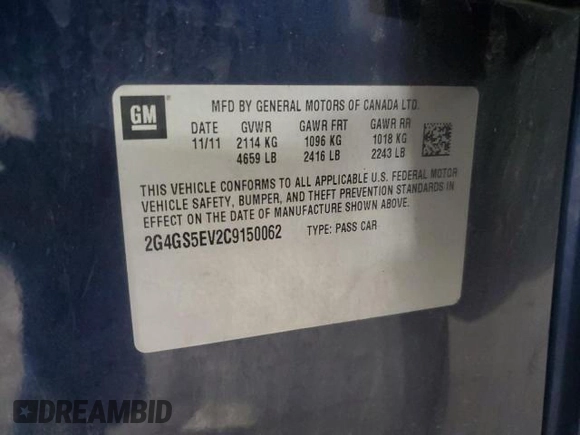 GM
MFD BY GENERAL MOTORS OF CANADA LTD.
DATE GVWR GAWR FRT GAWR RR
11/11 2114 KG 1096 KG 1018 KG
4659 LB 2416 LB 2243 LB
THIS VEHICLE CONFORMS TO ALL APPLICABLE U.S. FEDERAL MOTOR
VEHICLE SAFETY, BUMPER, AND THEFT PREVENTION STANDARDS IN
EFFECT ON THE DATE OF MANUFACTURE SHOWN ABOVE.
2G4GS5EV2C9150062 TYPE: PASS CAR
DREAMBID